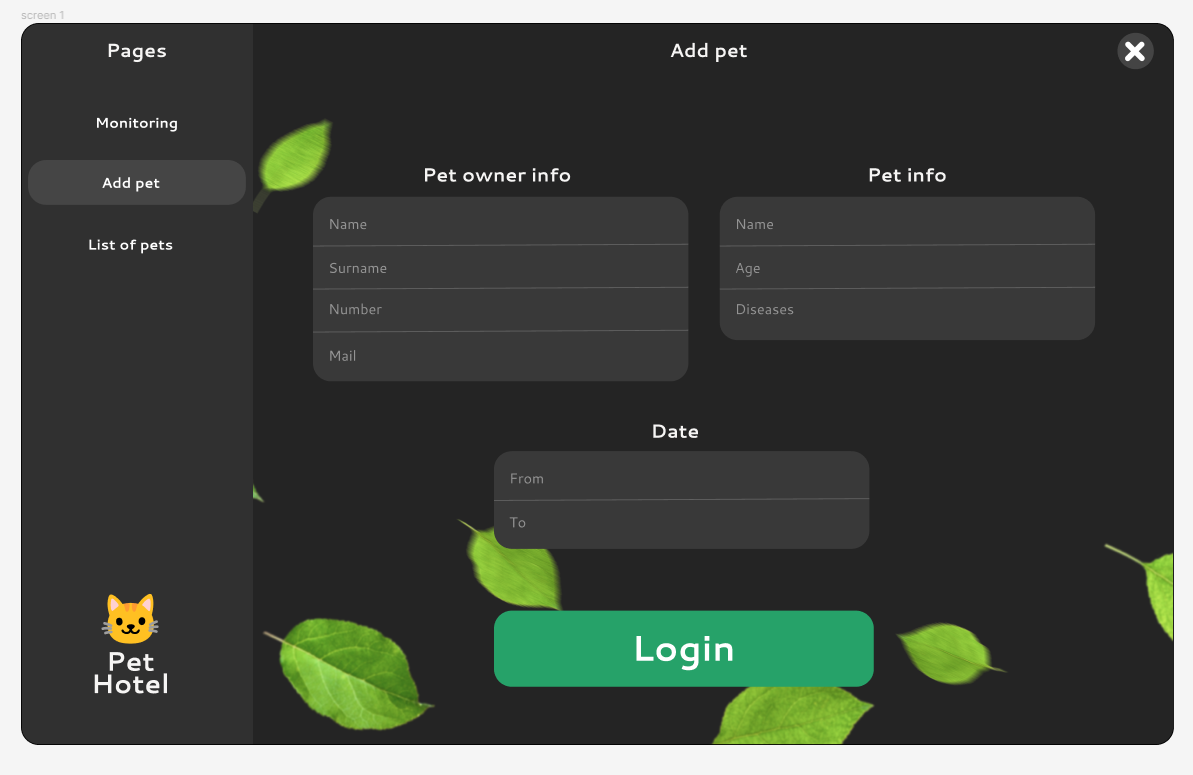 screen 1
Pages
Add pet
Monitoring
Add pet
List of pets
Pet owner info
Name
Surname
Number
Mail
Pet info
Name
Age
Diseases
Date
From
To
Login
Pet
Hotel